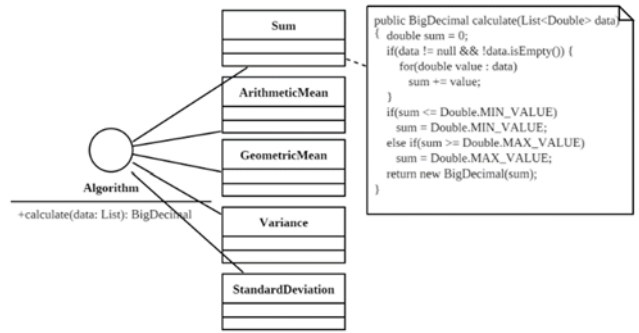 Sum
ArithmeticMean
GeometricMean
Variance
StandardDeviation
Algorithm
+calculate(data: List): BigDecimal
public BigDecimal calculate(List<Double> data)
{ double sum = 0;
if(data != null && !data.isEmpty()) {
for(double value : data)
sum += value;
}
if(sum <= Double.MIN_VALUE)
sum = Double.MIN_VALUE;
else if(sum >= Double.MAX_VALUE)
sum = Double.MAX_VALUE;
return new BigDecimal(sum);
}